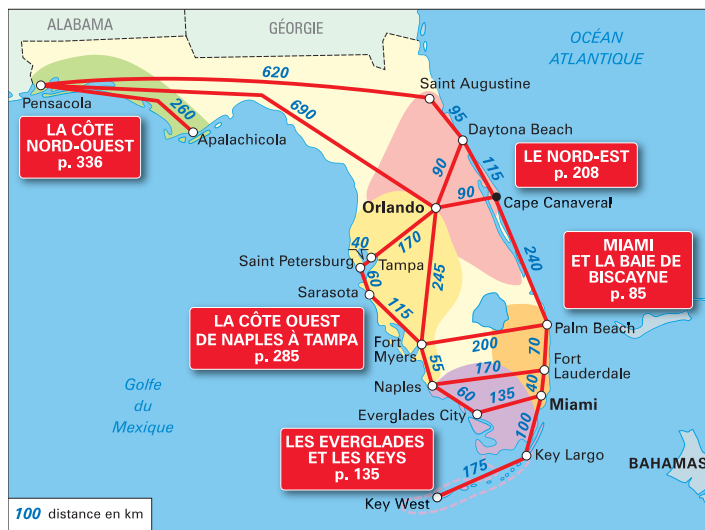 ALABAMA
GÉORGIE
OCÉAN
ATLANTIQUE
620
Saint Augustine
Pensacola
260
690
95
Daytona Beach
LA CÔTE
NORD-OUEST
p. 336
Apalachicola
90
115
LE NORD-EST
p. 208
Orlando
90
Cape Canaveral
40
170
Saint Petersburg
Tampa
60
245
240
MIAMI
ET LA BAIE DE
BISCAYNE
p. 85
Sarasota
115
LA CÔTE OUEST
DE NAPLES À TAMPA
p. 285
Fort
Myers
200
Palm Beach
70
55
170
Fort
Lauderdale
Naples
60
135
40
Miami
Golfe
du
Mexique
Everglades City
100
LES EVERGLADES
ET LES KEYS
p. 135
175
Key Largo
BAHAMAS
Key West
100 distance en km